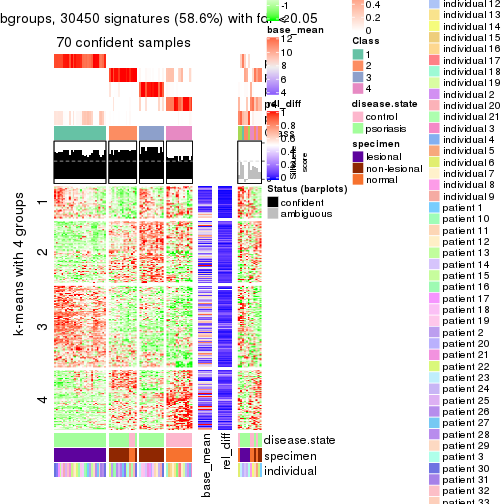 bgroups, 30450 signatures (58.6%) with fdr <0.05
70 confident samples
k-means with 4 groups
1
2
3
4
base_mean
rel_diff
disease.state
specimen
individual
Silhouette
score
-1
-2
base_mean
12
10
8
6
4
rel_diff
1
0.8
0.6
0.4
0.2
0
Status (barplots)
confident
ambiguous
0.4
0.2
0
Class
1
2
3
4
disease.state
control
psoriasis
specimen
lesional
non-lesional
normal
individual 12
individual 13
individual 14
individual 15
individual 16
individual 17
individual 18
individual 19
individual 2
individual 20
individual 21
individual 3
individual 4
individual 5
individual 6
individual 7
individual 8
individual 9
patient 1
patient 10
patient 11
patient 12
patient 13
patient 14
patient 15
patient 16
patient 17
patient 18
patient 19
patient 2
patient 20
patient 21
patient 22
patient 23
patient 24
patient 25
patient 26
patient 27
patient 28
patient 29
patient 3
patient 30
patient 31
patient 32
patient 33